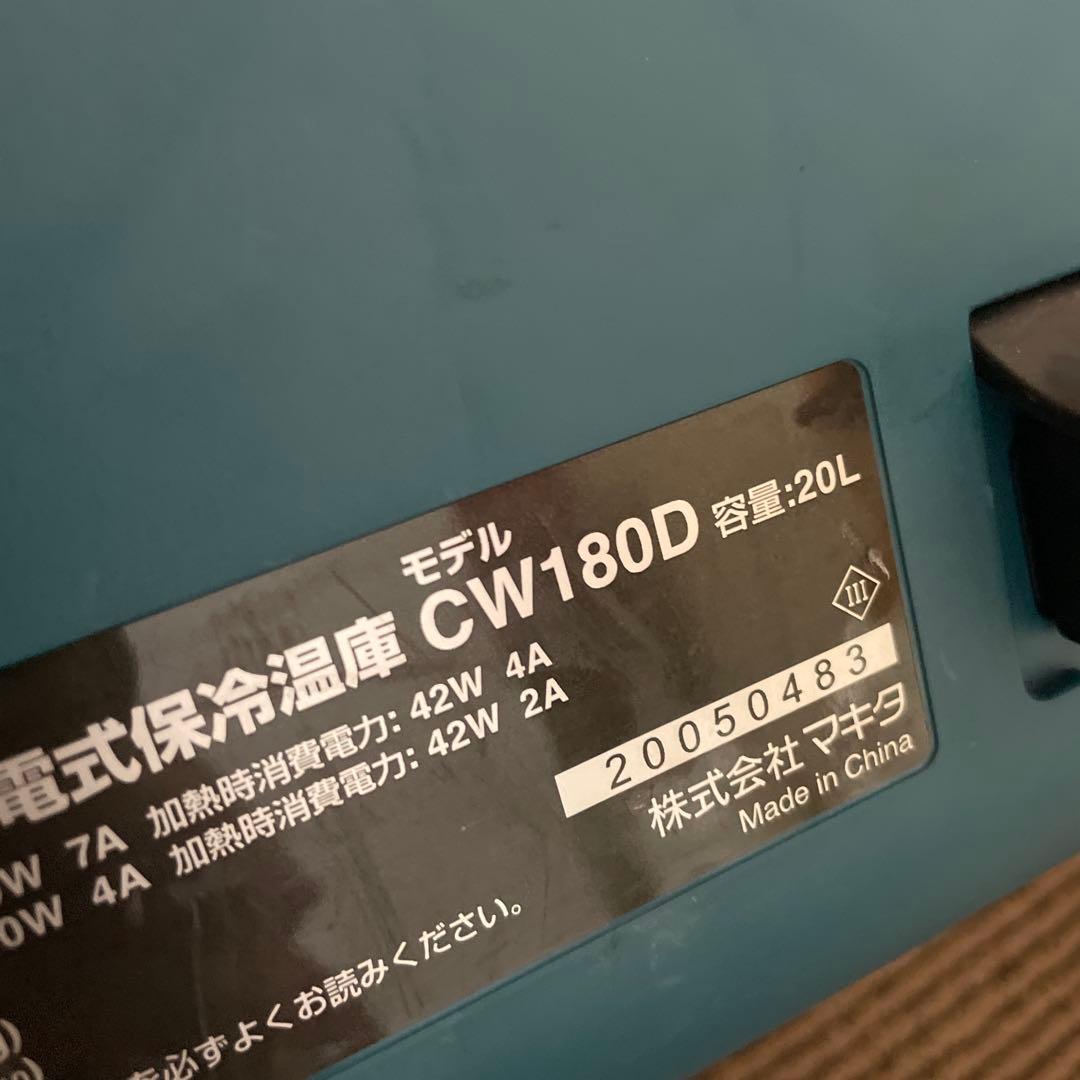 モデル
電式保冷温庫 CW180D 容量:20L
W 7A 加熱時消費電力: 42W 4A
0W 4A 加熱時消費電力: 42W 2A
III
20050483
株式会社 マキタ
Made in China
を必ずよくお読みください。